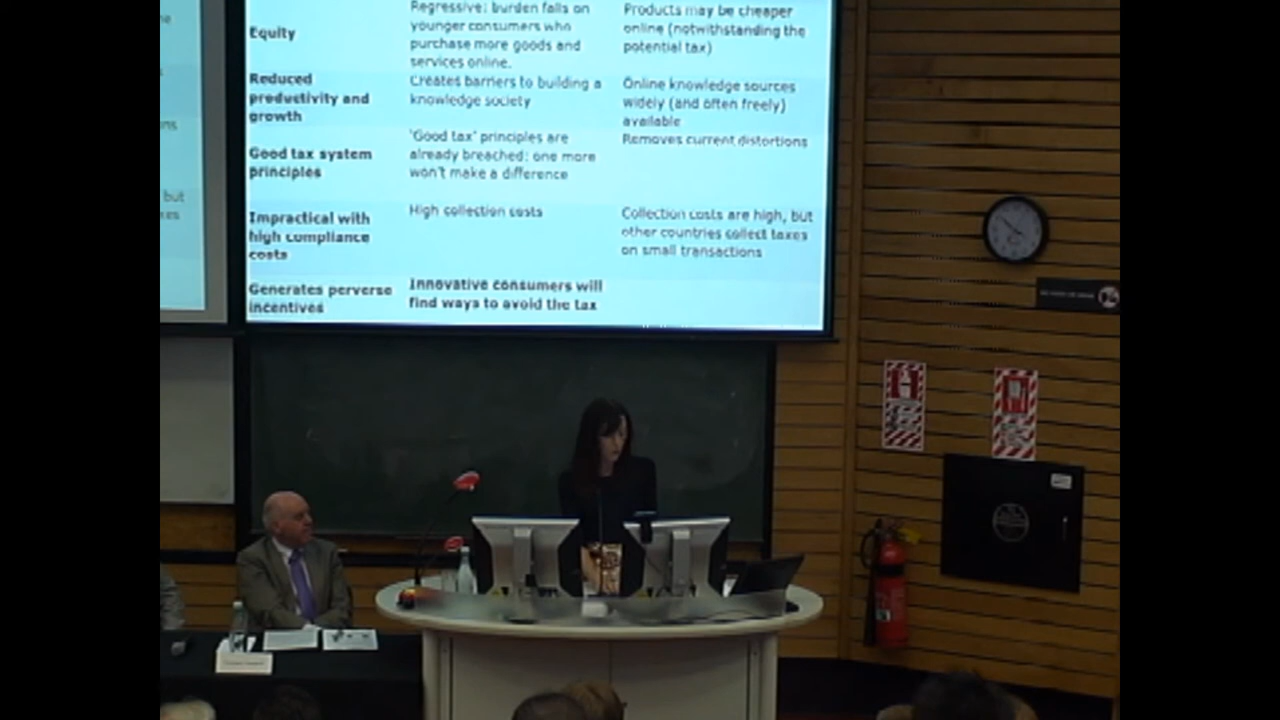 Equity
Regressive: burden falls on
younger consumers who
purchase more goods and
services online.
Products may be cheaper
online (notwithstanding the
potential tax)
Reduced
productivity and
growth
Creates barriers to building a
knowledge society
Online knowledge sources
widely (and often freely)
available
Good tax system
principles
'Good tax' principles are
already breached: one more
won't make a difference
Removes current distortions
Impractical with
high compliance
costs
High collection costs
Collection costs are high, but
other countries collect taxes
on small transactions
Generates perverse
incentives
Innovative consumers will
find ways to avoid the tax
but